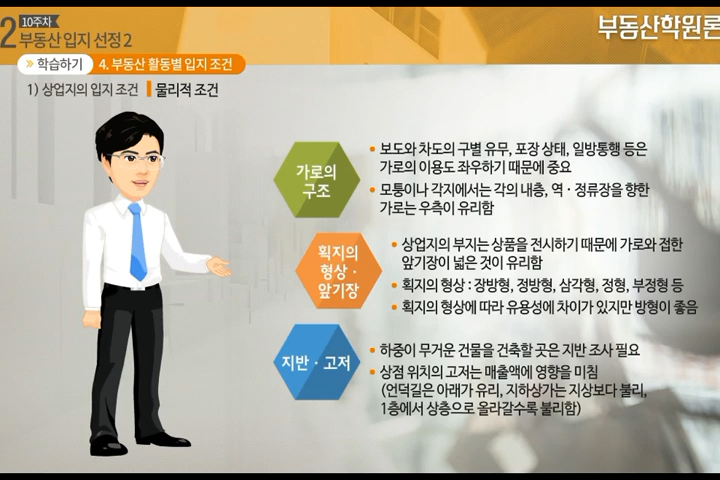 10주차
2 부동산 입지 선정 2
부동산학원론
» 학습하기
4. 부동산 활동별 입지 조건
1) 상업지의 입지 조건
물리적 조건
가로의
구조
• 보도와 차도의 구별 유무, 포장 상태, 일방통행 등은
가로의 이용도 좌우하기 때문에 중요
• 모퉁이나 각지에서는 각의 내층, 역 · 정류장을 향한
가로는 우측이 유리함
획지의
형상 ·
앞기장
• 상업지의 부지는 상품을 전시하기 때문에 가로와 접한
앞기장이 넓은 것이 유리함
• 획지의 형상 : 장방형, 정방형, 삼각형, 정형, 부정형 등
• 획지의 형상에 따라 유용성에 차이가 있지만 방형이 좋음
지반 · 고저
• 하중이 무거운 건물을 건축할 곳은 지반 조사 필요
• 상점 위치의 고저는 매출액에 영향을 미침
(언덕길은 아래가 유리, 지하상가는 지상보다 불리,
1층에서 상층으로 올라갈수록 불리함)